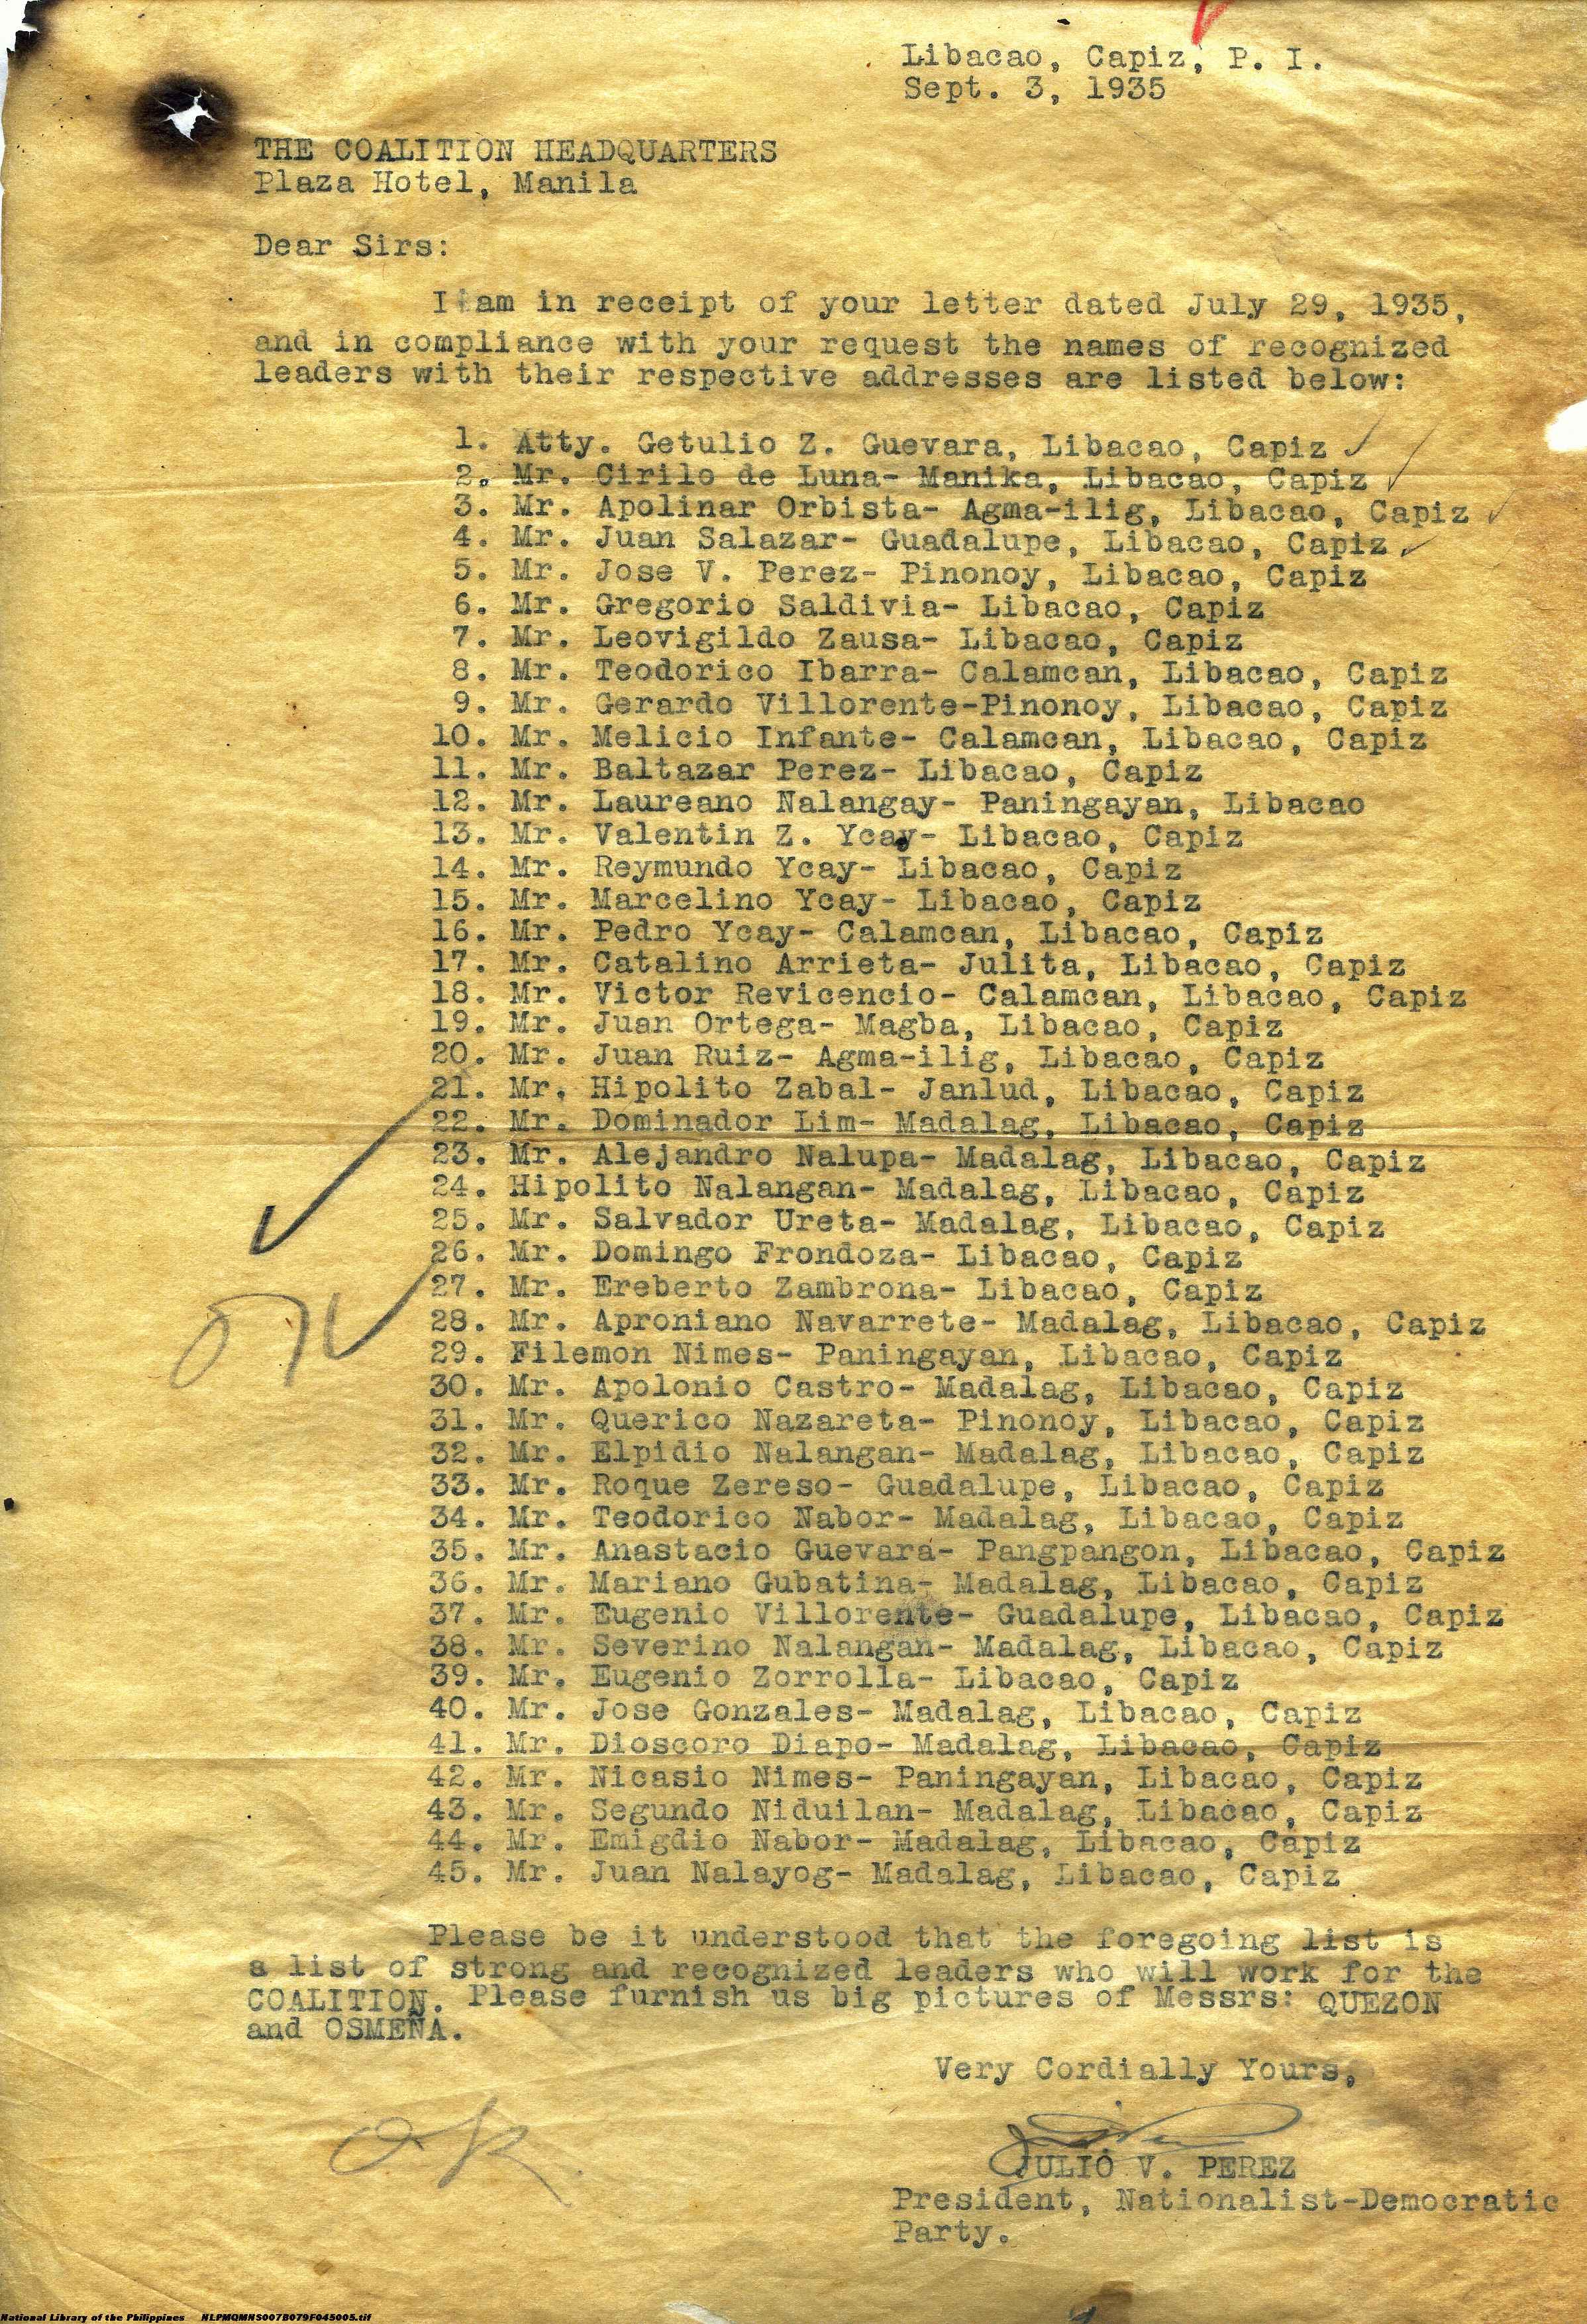 Libacao, Capiz, P. I.
Sept. 3, 1935
THE COALITION HEADQUARTERS
Plaza Hotel, Manila
Dear Sirs:
I am in receipt of your letter dated July 29, 1935,
and in compliance with your request the names of recognized
leaders with their respective addresses are listed below:
1. Atty. Getulio Z. Guevara, Libacao, Capiz
2. Mr. Cirilo de Luna- Manika, Libacao, Capiz
3. Mr. Apolinar Orbista- Agma-ilig, Libacao, Capiz
4. Mr. Juan Salazar- Guadalupe, Libacao, Capiz
5. Mr. Jose V. Perez- Pinonoy, Libacao, Capiz
6. Mr. Gregorio Saldivia- Libacao, Capiz
7. Mr. Leovigildo Zausa- Libacao, Capiz
8. Mr. Teodorico Ibarra- Calamcan, Libacao, Capiz
9. Mr. Gerardo Villorente-Pinonoy, Libacao, Capiz
10. Mr. Melicio Infante- Calamcan, Libacao, Capiz
11. Mr. Baltazar Perez- Libacao, Capiz
12. Mr. Laureano Nalangay- Paningayan, Libacao
13. Mr. Valentin Z. Ycay- Libacao, Capiz
14. Mr. Reymundo Ycay- Libacao, Capiz
15. Mr. Marcelino Ycay- Libacao, Capiz
16. Mr. Pedro Ycay- Calamcan, Libacao, Capiz
17. Mr. Catalino Arrieta- Julita, Libacao, Capiz
18. Mr. Victor Revicencio- Calamcan, Libacao, Capiz
19. Mr. Juan Ortega- Magba, Libacao, Capiz
20. Mr. Juan Ruiz- Agma-ilig, Libacao, Capiz
21. Mr. Hipolito Zabal- Janlud, Libacao, Capiz
22. Mr. Dominador Lim- Madalag, Libacao, Capiz
23. Mr. Alejandro Nalupa- Madalag, Libacao, Capiz
24. Hipolito Nalangan- Madalag, Libacao, Capiz
25. Mr. Salvador Ureta- Madalag, Libacao, Capiz
26. Mr. Domingo Frondoza- Libacao, Capiz
27. Mr. Ereberto Zambrona- Libacao, Capiz
28. Mr. Aproniano Navarrete- Madalag, Libacao, Capiz
29. Filemon Nimes- Paningayan, Libacao, Capiz
30. Mr. Apolonio Castro- Madalag, Libacao, Capiz
31. Mr. Querico Nazareta- Pinonoy, Libacao, Capiz
32. Mr. Elpidio Nalangan- Madalag, Libacao, Capiz
33. Mr. Roque Zereso- Guadalupe, Libacao, Capiz
34. Mr. Teodorico Nabor- Madalag, Libacao, Capiz
35. Mr. Anastacio Guevara- Pangpangon, Libacao, Capiz
36. Mr. Mariano Gubatina- Madalag, Libacao, Capiz
37. Mr. Eugenio Villorente- Guadalupe, Libacao, Capiz
38. Mr. Severino Nalangan- Madalag, Libacao, Capiz
39. Mr. Eugenio Zorrolla- Libacao, Capiz
40. Mr. Jose Gonzales- Madalag, Libacao, Capiz
41. Mr. Dioscoro Diapo- Madalag, Libacao, Capiz
42. Mr. Nicasio Nimes- Paningayan, Libacao, Capiz
43. Mr. Segundo Niduilan- Madalag, Libacao, Capiz
44. Mr. Emigdio Nabor- Madalag, Libacao, Capiz
45. Mr. Juan Nalayog- Madalag, Libacao, Capiz
Please be it understood that the foregoing list is
a list of strong and recognized leaders who will work for the
COALITION. Please furnish us big pictures of Messrs: QUEZON
and OSMEÑA.
Very Cordially Yours,
OK
JULIO V. PEREZ
President, Nationalist-Democratic
Party.
National Library of the Philippines NLPMQMNS007B079F045005.tif